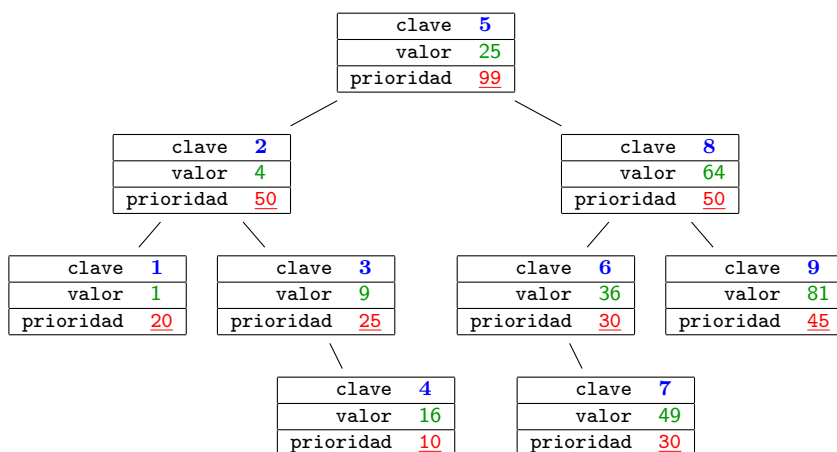 clave 5
valor 25
prioridad 99
clave 2
valor 4
prioridad 50
clave 8
valor 64
prioridad 50
clave 1
valor 1
prioridad 20
clave 3
valor 9
prioridad 25
clave 6
valor 36
prioridad 30
clave 9
valor 81
prioridad 45
clave 4
valor 16
prioridad 10
clave 7
valor 49
prioridad 30